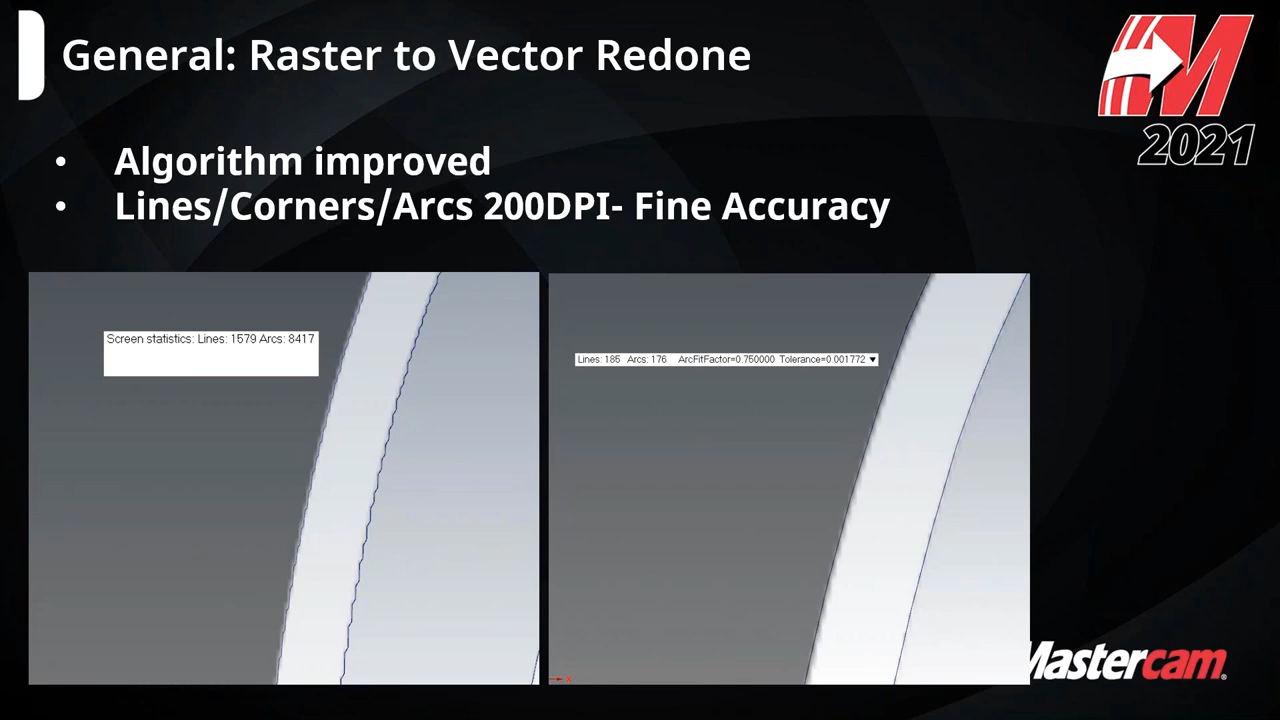 General: Raster to Vector Redone
2021
• Algorithm improved
• Lines/Corners/Arcs 200DPI- Fine Accuracy
Screen statistics: Lines: 1579 Arcs: 8417
Lines: 185 Arcs: 176 ArcFitFactor=0.750000 Tolerance=0.001772
X
Mastercam®